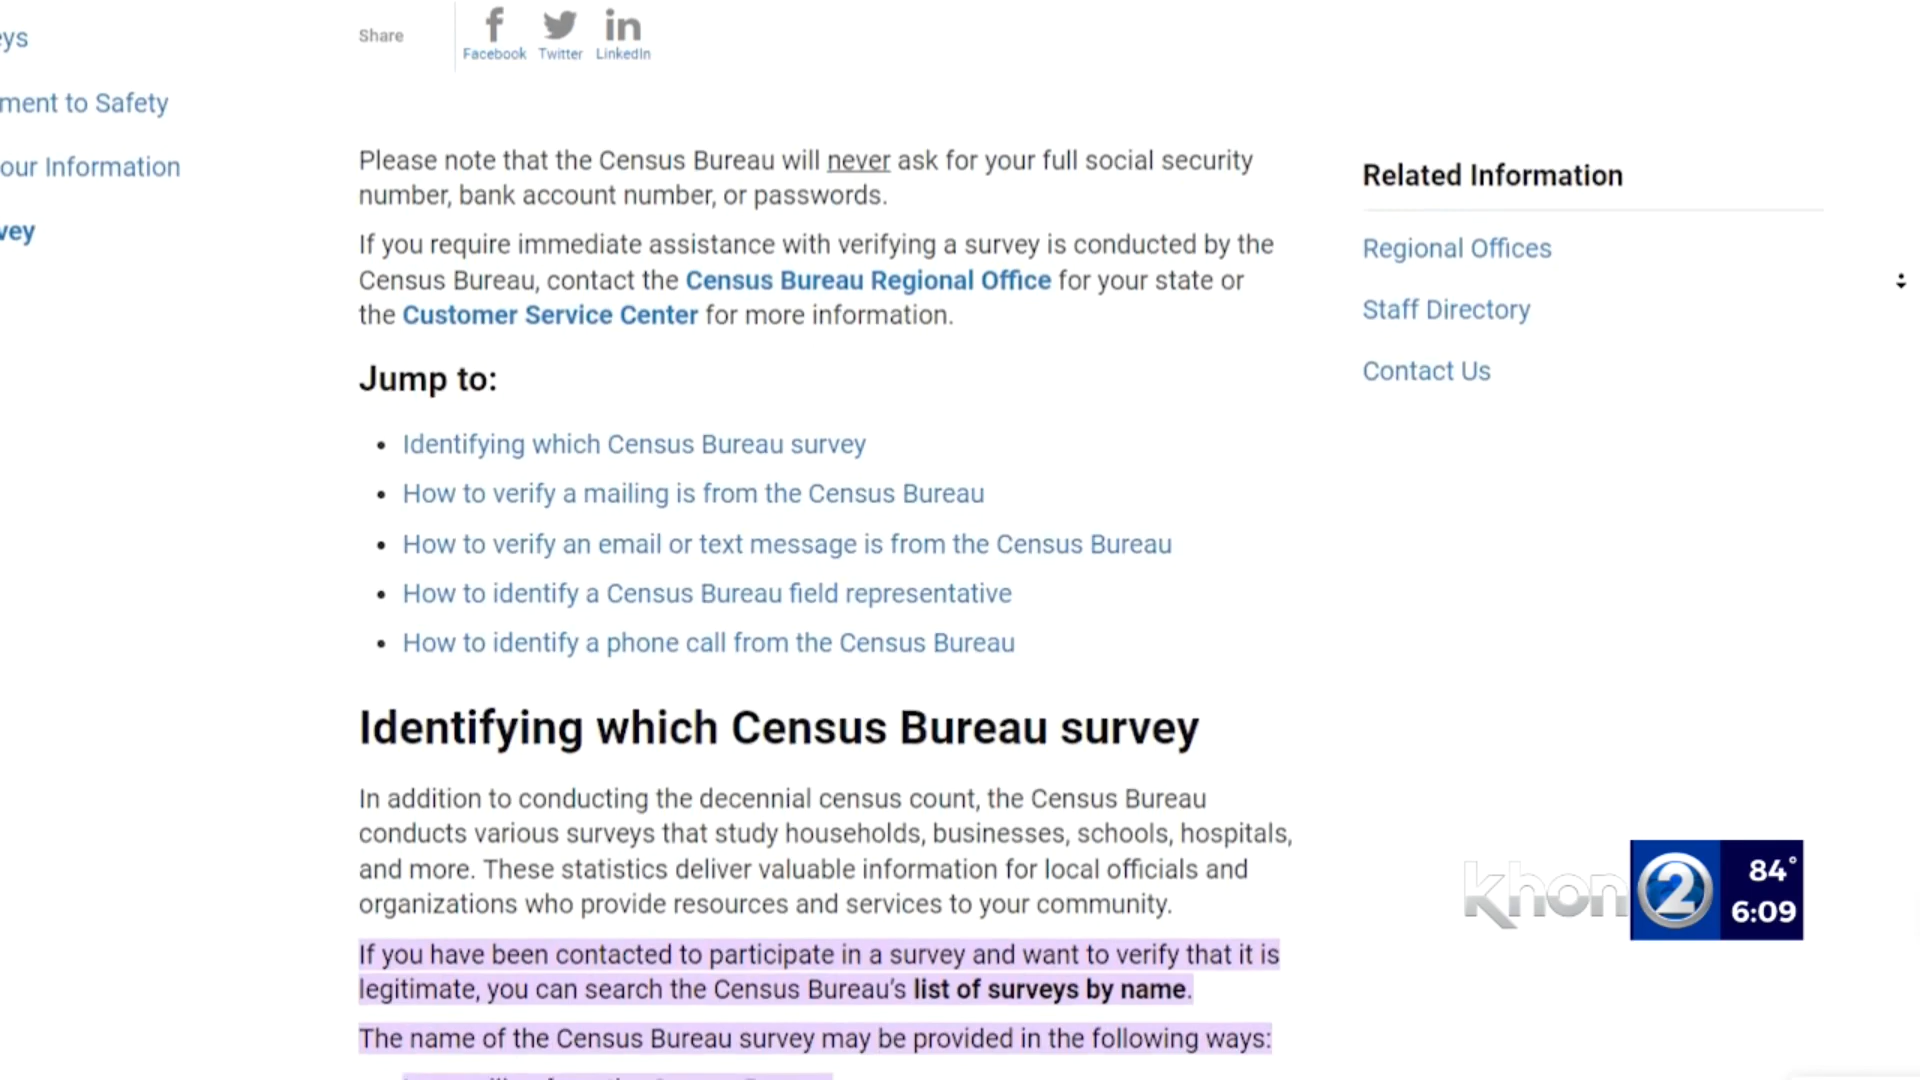 eys
ment to Safety
our Information
vey
Share
Facebook Twitter LinkedIn
Please note that the Census Bureau will never ask for your full social security
number, bank account number, or passwords.
If you require immediate assistance with verifying a survey is conducted by the
Census Bureau, contact the Census Bureau Regional Office for your state or
the Customer Service Center for more information.
Jump to:
• Identifying which Census Bureau survey
• How to verify a mailing is from the Census Bureau
• How to verify an email or text message is from the Census Bureau
• How to identify a Census Bureau field representative
• How to identify a phone call from the Census Bureau
Identifying which Census Bureau survey
In addition to conducting the decennial census count, the Census Bureau
conducts various surveys that study households, businesses, schools, hospitals,
and more. These statistics deliver valuable information for local officials and
organizations who provide resources and services to your community.
If you have been contacted to participate in a survey and want to verify that it is
legitimate, you can search the Census Bureau's list of surveys by name.
The name of the Census Bureau survey may be provided in the following ways:
Related Information
Regional Offices
Staff Directory
Contact Us
khon 2
84°
6:09